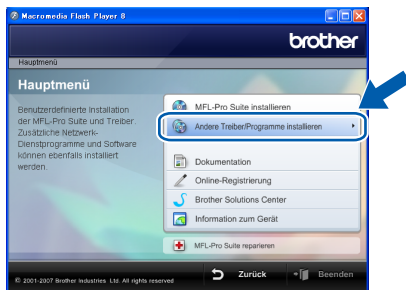 Macromedia Flash Player 8
brother
Hauptmenü
Hauptmenü
Benutzerdefinierte Installation
der MFL-Pro Suite und Treiber.
Zusätzliche Netzwerk-
Dienstprogramme und Software
können ebenfalls installiert
werden.
MFL-Pro Suite installieren
Andere Treiber/Programme installieren
Dokumentation
Online-Registrierung
Brother Solutions Center
Information zum Gerät
MFL-Pro Suite reparieren
© 2001-2007 Brother Industries Ltd. All rights reserved
Zurück
Beenden